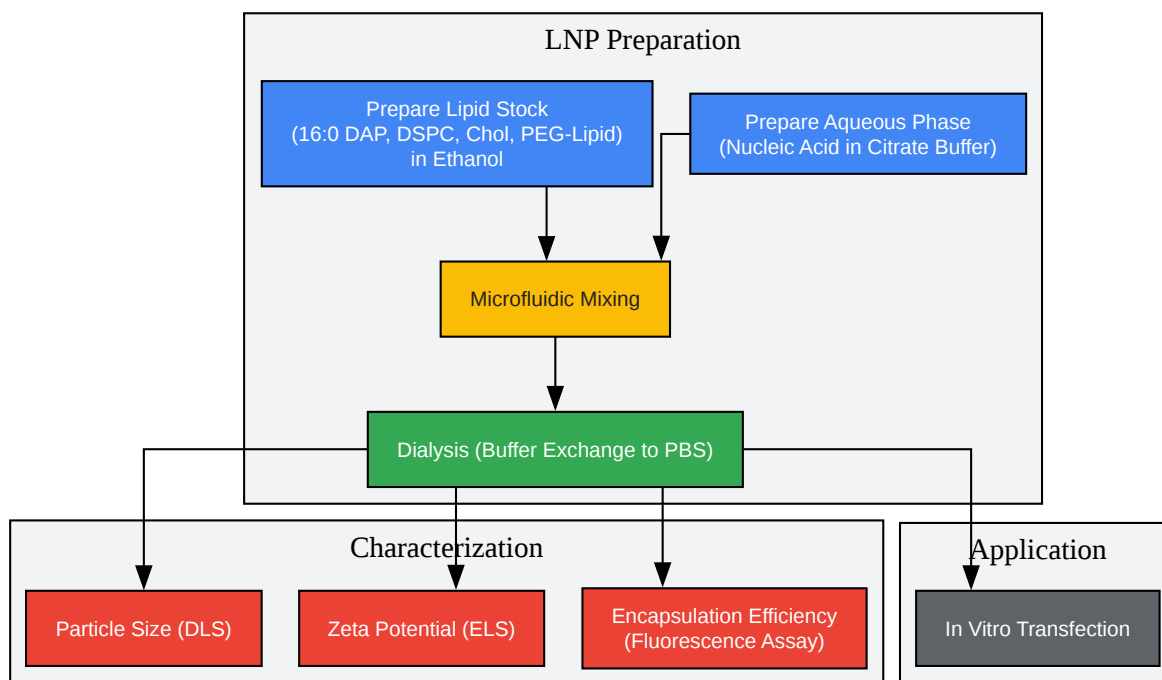 LNP Preparation
Prepare Lipid Stock
(16:0 DAP, DSPC, Chol, PEG-Lipid)
in Ethanol
Prepare Aqueous Phase
(Nucleic Acid in Citrate Buffer)
Microfluidic Mixing
Dialysis (Buffer Exchange to PBS)
Characterization
Particle Size (DLS)
Zeta Potential (ELS)
Encapsulation Efficiency
(Fluorescence Assay)
Application
In Vitro Transfection